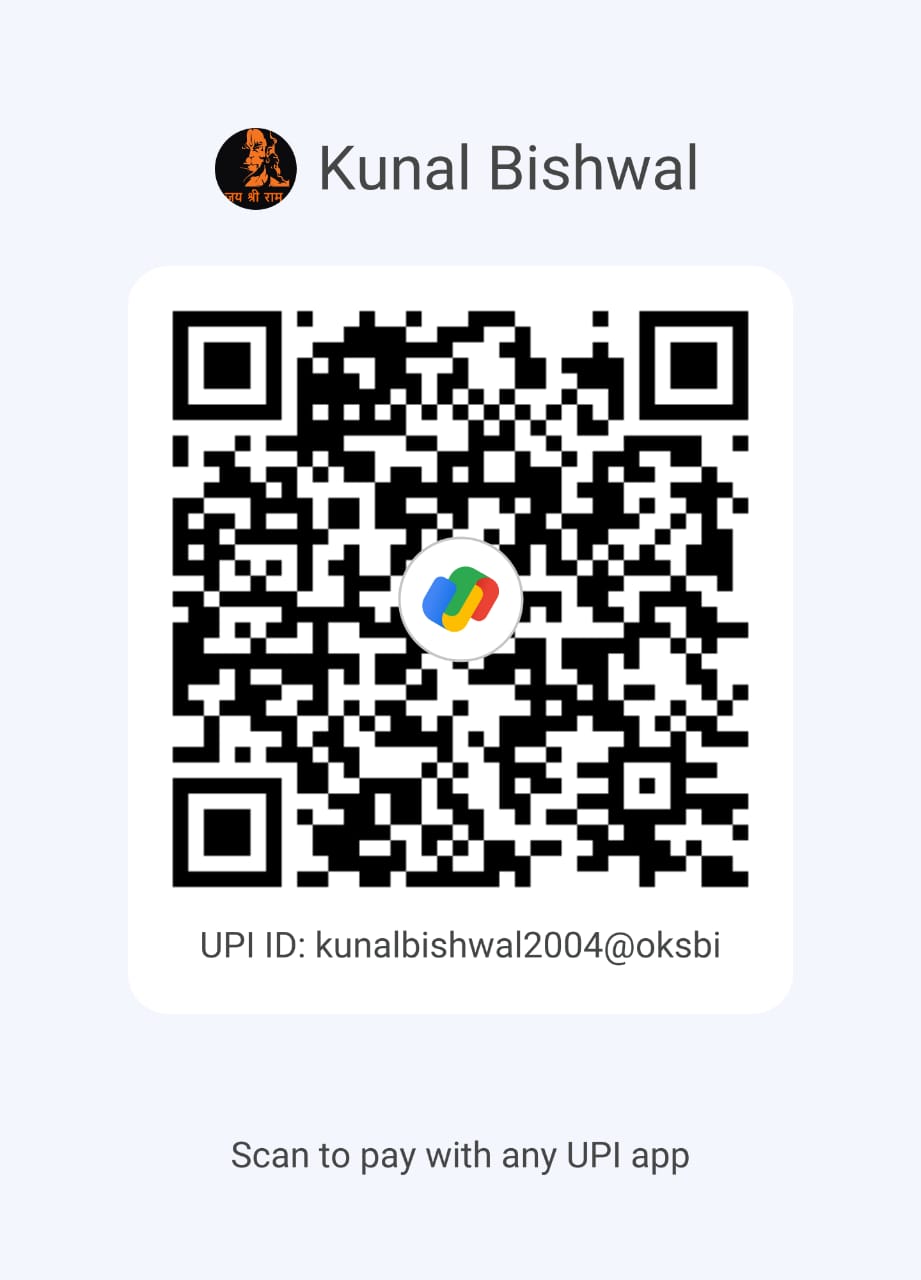 जय श्री राम
Kunal Bishwal
UPI ID: kunalbishwal2004@oksbi
Scan to pay with any UPI app